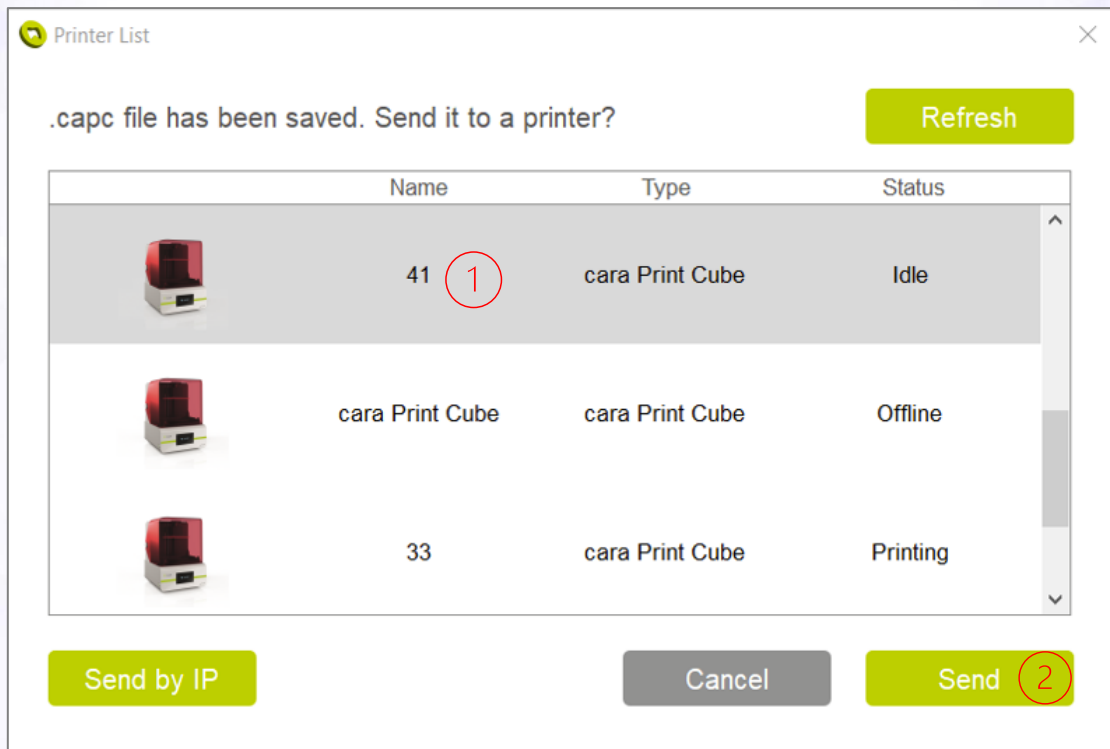 Printer List
.capc file has been saved. Send it to a printer?
Refresh
Name Type Status
41 1 cara Print Cube Idle
cara Print Cube cara Print Cube Offline
33 cara Print Cube Printing
Send by IP Cancel Send 2